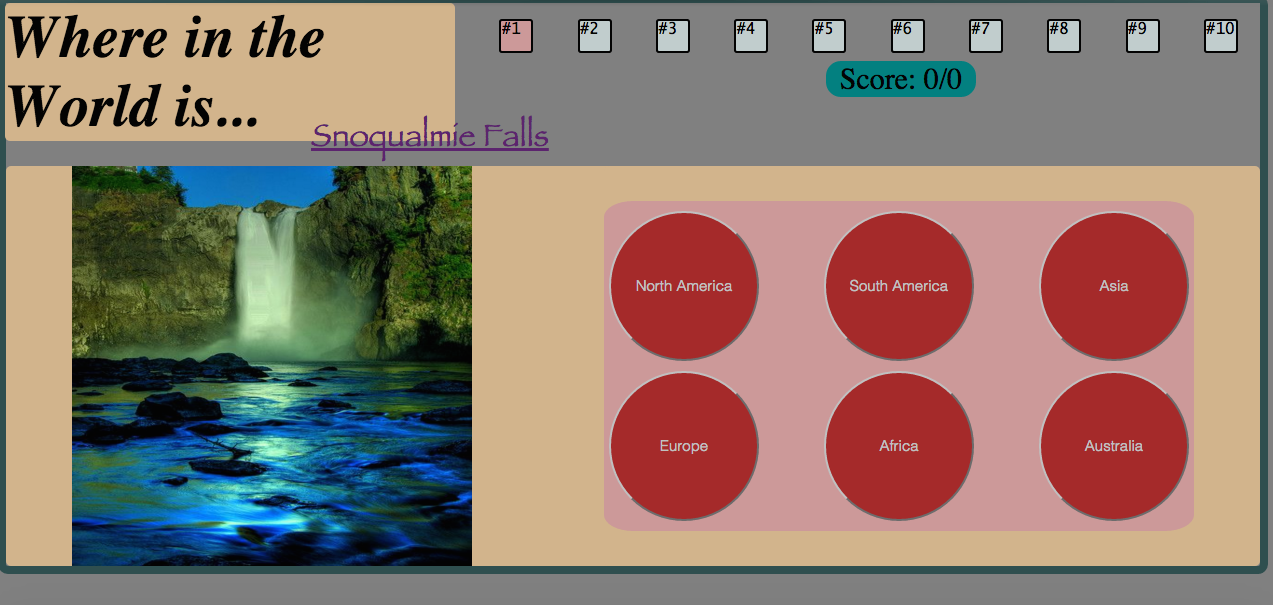 Where in the
World is...
Snoqualmie Falls
#1 #2 #3 #4 #5 #6 #7 #8 #9 #10
Score: 0/0
North America South America Asia
Europe Africa Australia